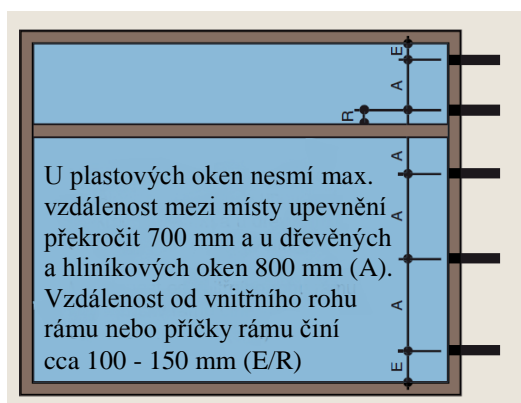 E
A
R
A
U plastových oken nesmí max.
vzdálenost mezi místy upevnění
překročit 700 mm a u dřevěných
a hliníkových oken 800 mm (A).
Vzdálenost od vnitřního rohu
rámu nebo příčky rámu činí
cca 100 - 150 mm (E/R)
A
A
E